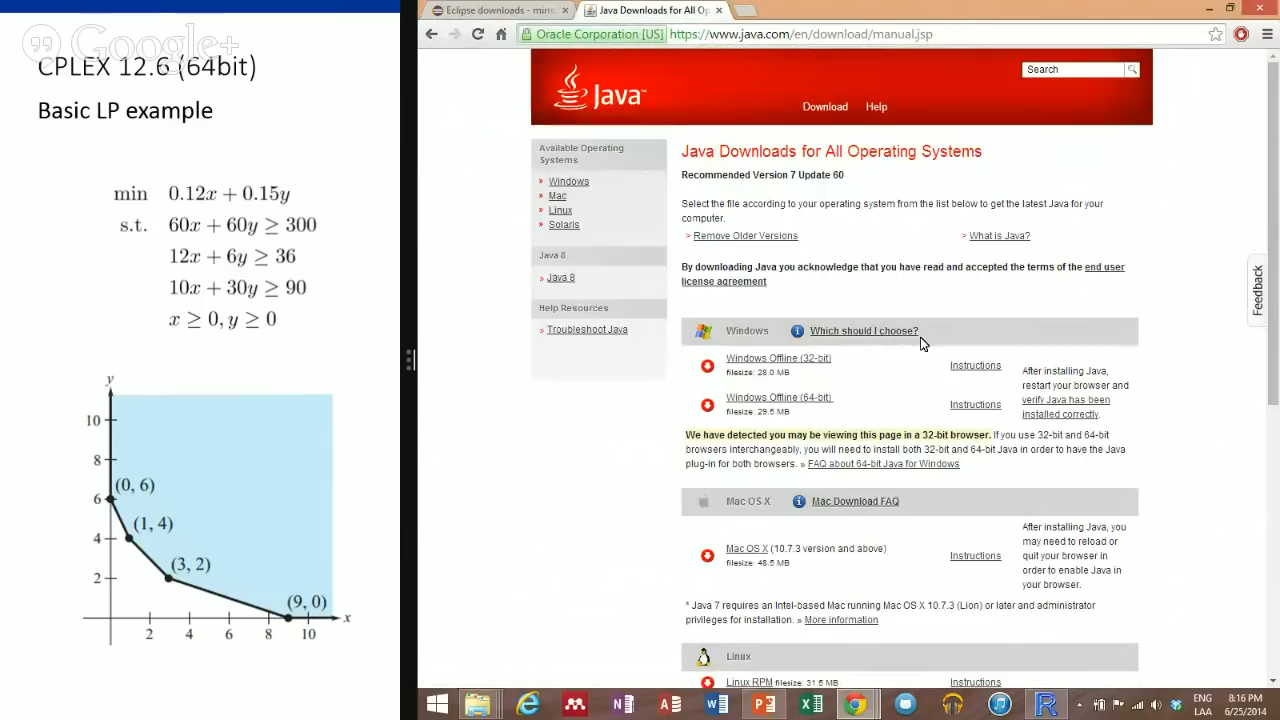 Google+
CPLEX 12.6 (64bit)
Basic LP example
min 0.12x + 0.15y
s.t. 60x + 60y ≥ 300
12x + 6y ≥ 36
10x + 30y ≥ 90
x ≥ 0, y ≥ 0
y
10
8
6
4
2
(0, 6)
(1, 4)
(3, 2)
(9, 0)
x
2 4 6 8 10
Eclipse downloads - mirro
Java Downloads for All Op
Oracle Corporation [US] https://www.java.com/en/download/manual.jsp
Java
Search
Download Help
Available Operating
Systems
Windows
Mac
Linux
Solaris
Java 8
Java 8
Help Resources
Troubleshoot Java
Java Downloads for All Operating Systems
Recommended Version 7 Update 60
Select the file according to your operating system from the list below to get the latest Java for your
computer.
> Remove Older Versions > What is Java?
By downloading Java you acknowledge that you have read and accepted the terms of the end user
license agreement
Windows Which should I choose?
Windows Offline (32-bit)
filesize: 28.0 MB
Instructions
Windows Offline (64-bit)
filesize: 29.5 MB
Instructions
After installing Java,
restart your browser and
verify Java has been
installed correctly.
We have detected you may be viewing this page in a 32-bit browser. If you use 32-bit and 64-bit
browsers interchangeably, you will need to install both 32-bit and 64-bit Java in order to have the Java
plug-in for both browsers. » FAQ about 64-bit Java for Windows
Mac OS X Mac Download FAQ
Mac OS X (10.7.3 version and above)
filesize: 48.5 MB
Instructions
After installing Java, you
may need to reload or
quit your browser in
order to enable Java in
your browser.
* Java 7 requires an Intel-based Mac running Mac OS X 10.7.3 (Lion) or later and administrator
privileges for installation. » More information
Linux
Linux RPM filesize: 31.5 MB
Instructions
Feedback
ENG
LAA
8:16 PM
6/25/2014